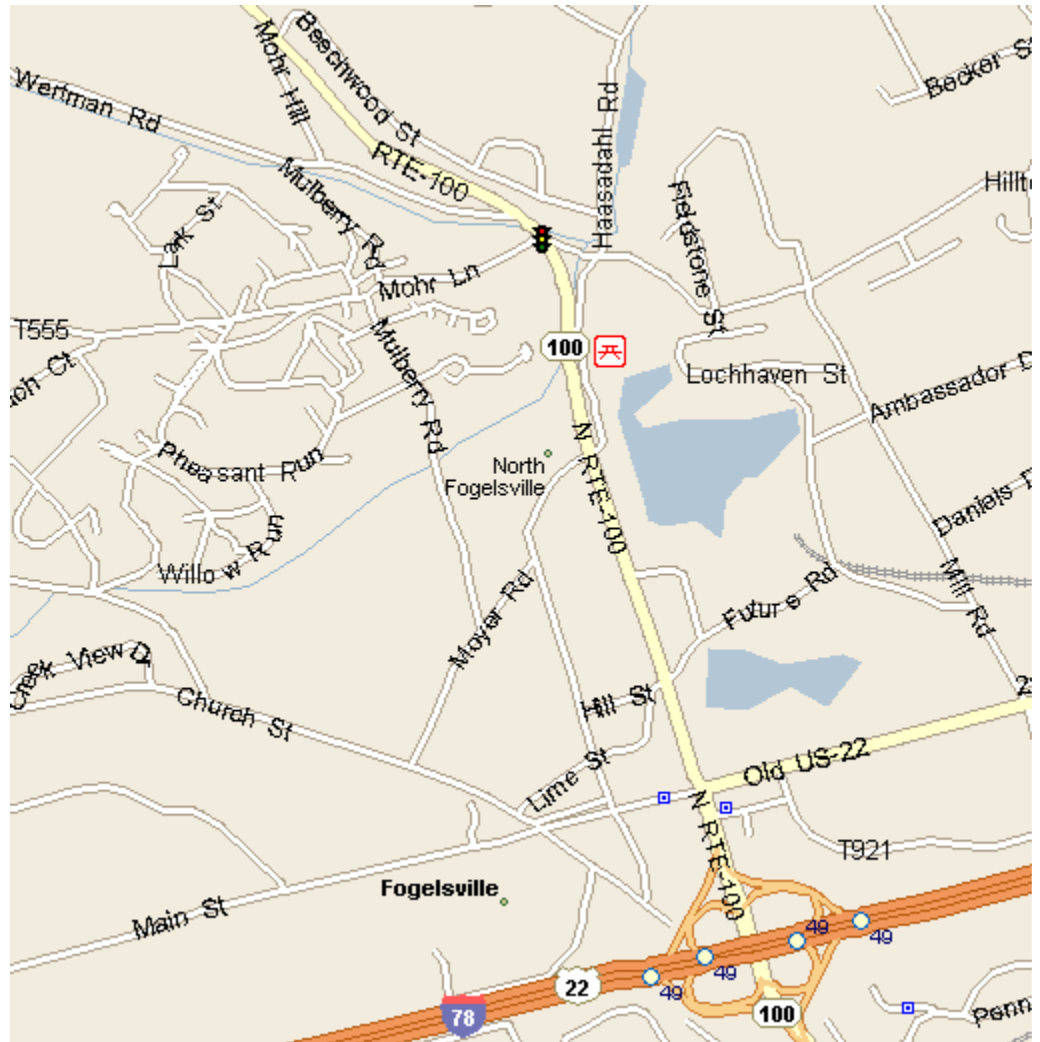 Mohr Hill
Beechwood St
Haasadahl Rd
Becker S
Wertman Rd
RTE-100
Mulberry Rd
Fieldstone St
Hillt
Lark St
Mohr Ln
T555
100
Mulberry Rd
Lochhaven St
Ambassador D
ach Ct
N RTE-100
North
Fogelsville
Pheasant Run
Daniels
Willow Run
Future Rd
Mill Rd
Moyer Rd
Creek View D
Church St
Hill St
Old US-22
Lime St
N RTE-100
T921
Fogelsville
Main St
49
49
49
49
22
78
100
Penn